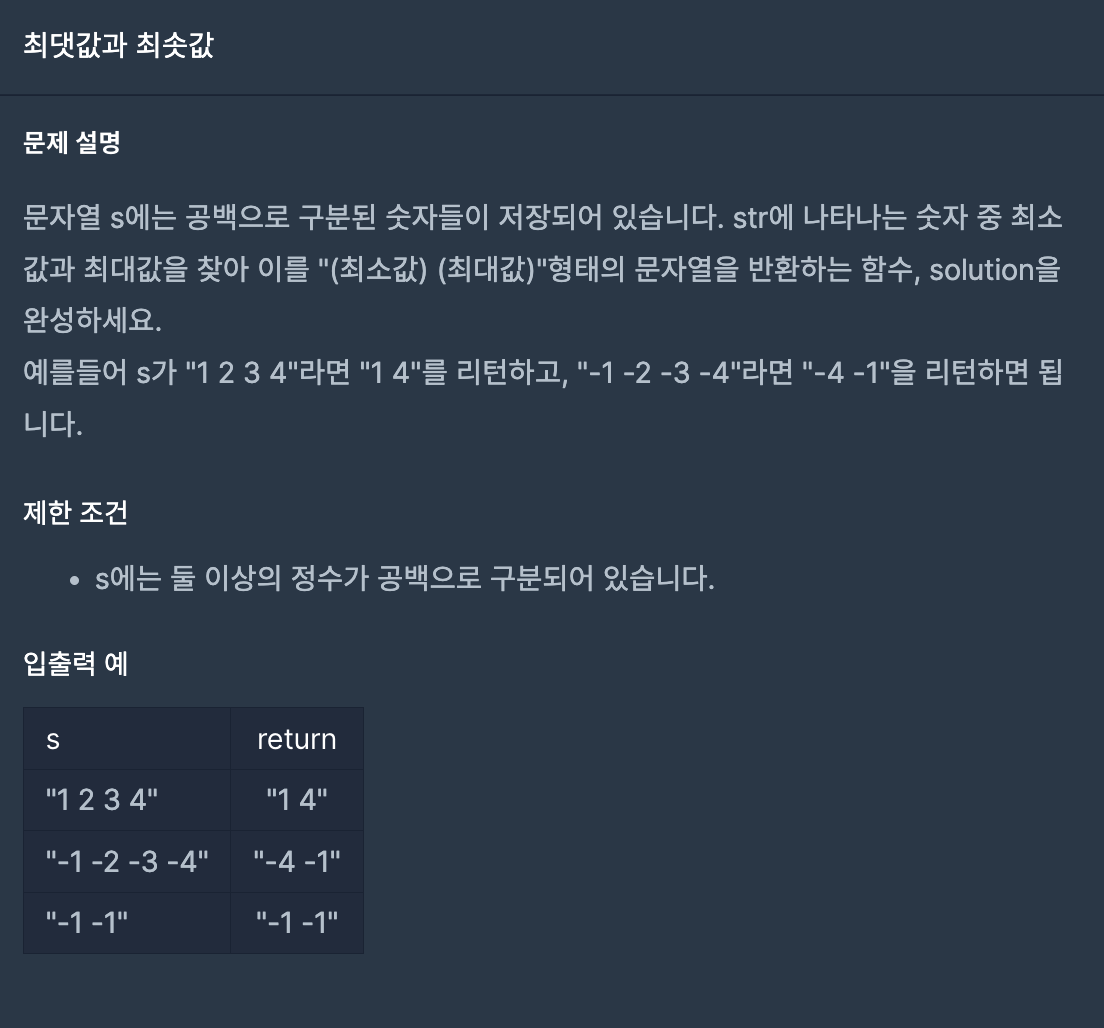 최댓값과 최솟값
문제 설명
문자열 s에는 공백으로 구분된 숫자들이 저장되어 있습니다. str에 나타나는 숫자 중 최소
값과 최대값을 찾아 이를 "(최소값) (최대값)"형태의 문자열을 반환하는 함수, solution을
완성하세요.
예를들어 s가 "1 2 3 4"라면 "1 4"를 리턴하고, "-1 -2 -3 -4"라면 "-4 -1"을 리턴하면 됩
니다.
제한 조건
• s에는 둘 이상의 정수가 공백으로 구분되어 있습니다.
입출력 예
s return
"1 2 3 4" "1 4"
"-1 -2 -3 -4" "-4 -1"
"-1 -1" "-1 -1"